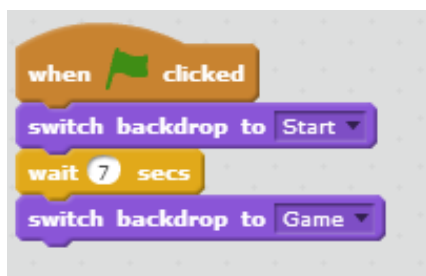 when clicked
switch backdrop to Start
wait 7 secs
switch backdrop to Game